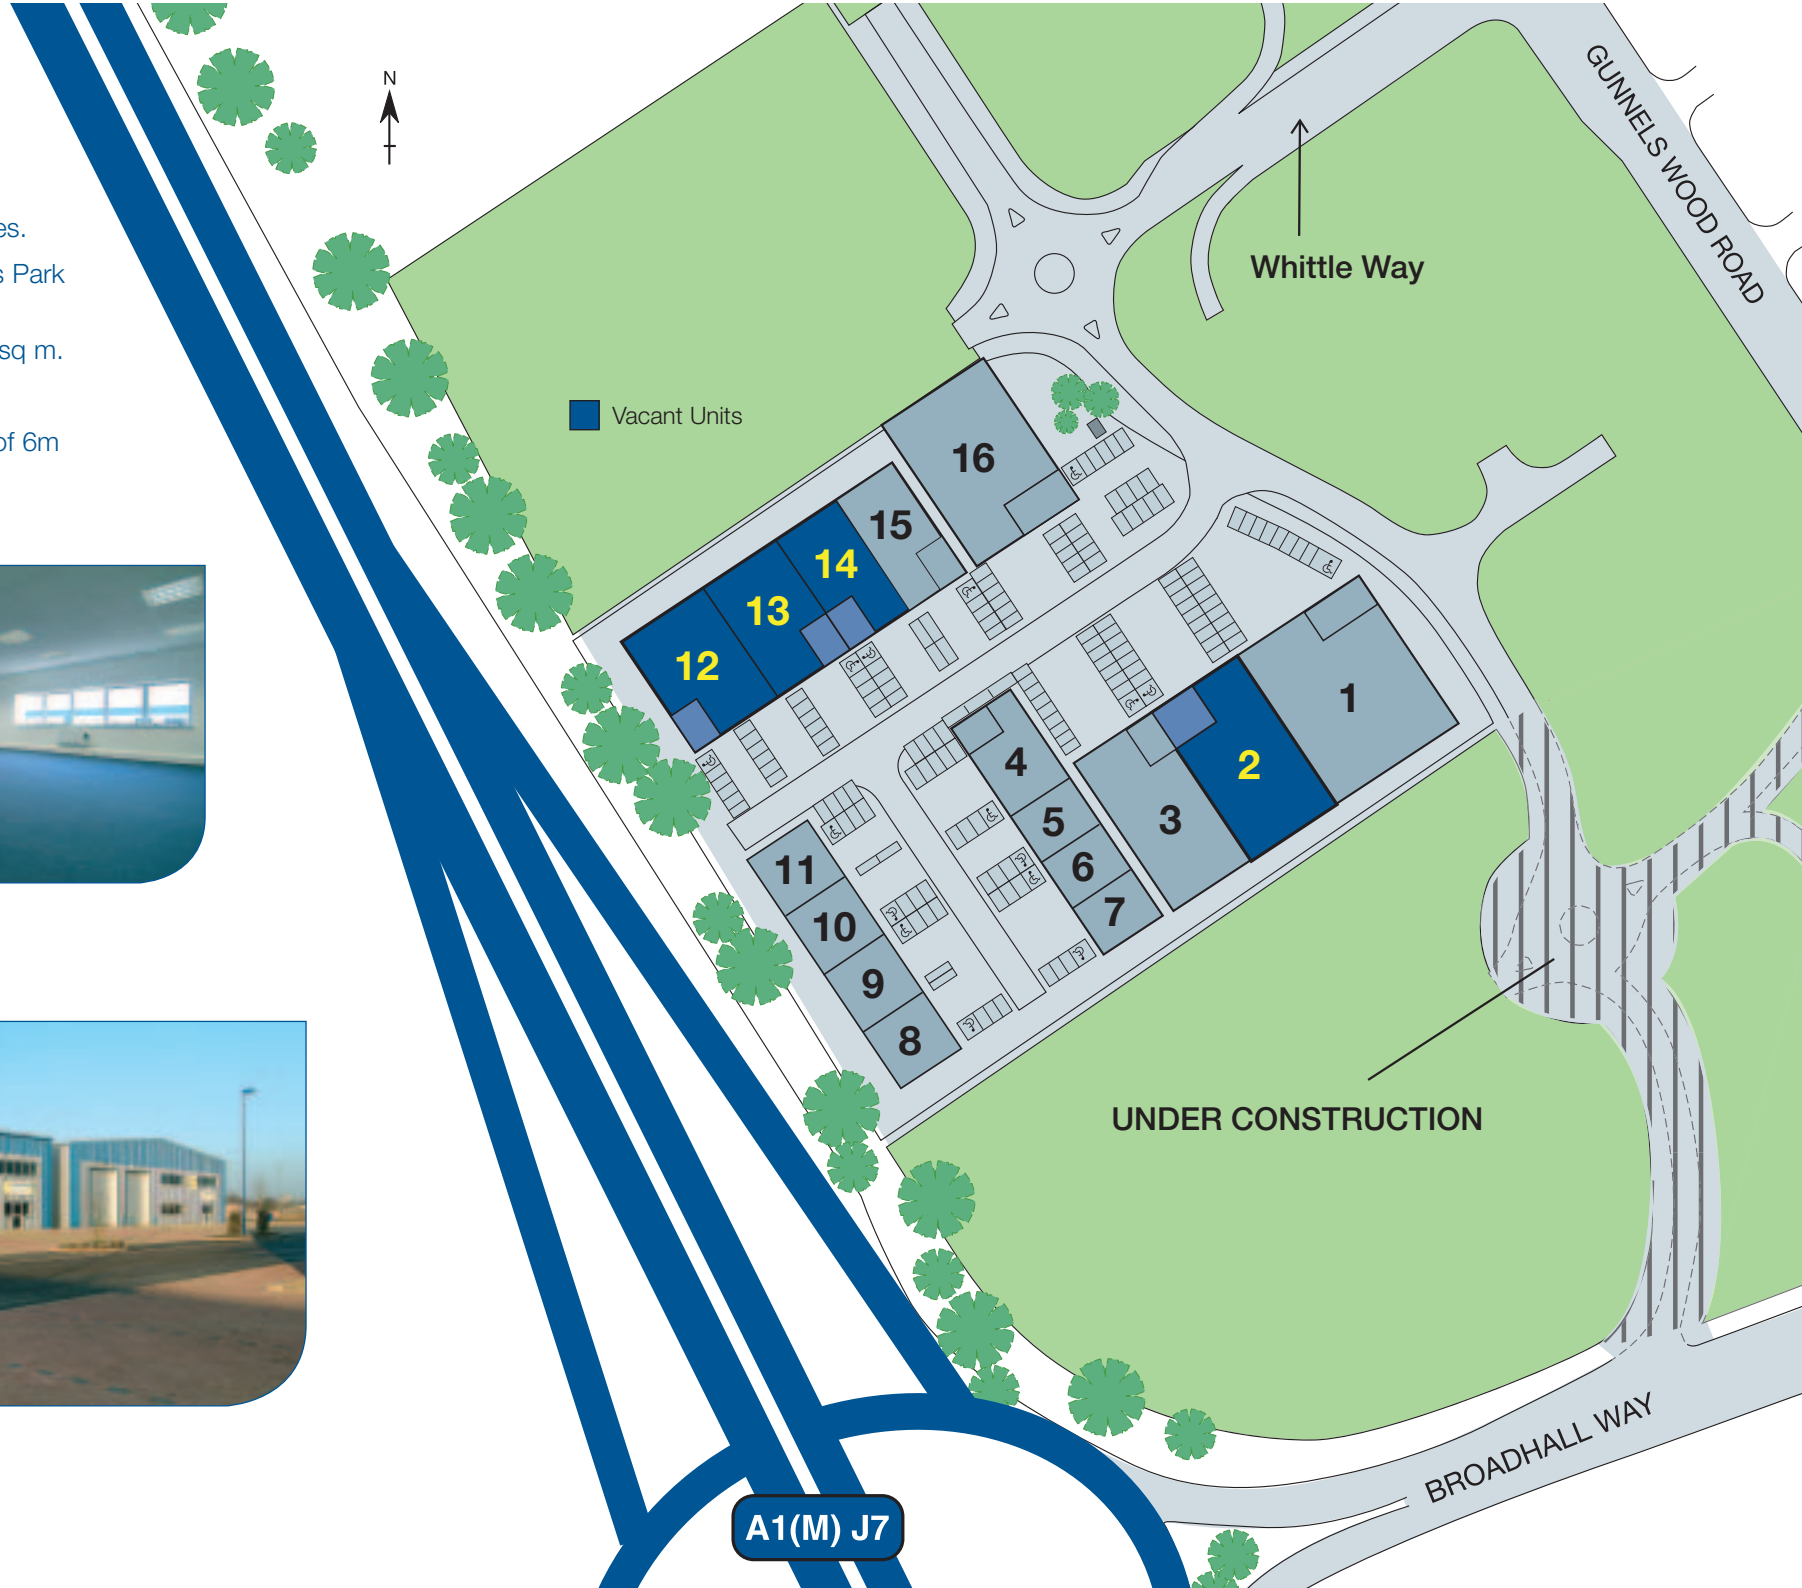 es.
s Park
sq m.
of 6m
N
Vacant Units
Whittle Way
GUNNELS WOOD ROAD
16
15
14
13
12
1
2
3
4
5
6
7
11
10
9
8
UNDER CONSTRUCTION
BROADHALL WAY
A1(M) J7